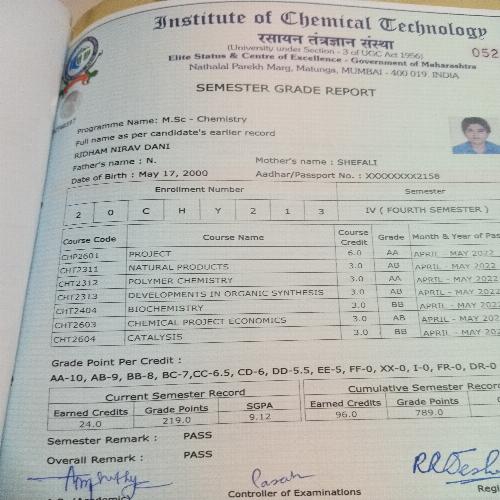 Institute of Chemical Technology
रसायन तंत्रज्ञान संस्था
(University under Section - 3 of UGC Act 1956)
052
Elite Status & Centre of Excellence - Government of Maharashtra
Nathalal Parekh Marg, Matunga, MUMBAI - 400 019. INDIA
SEMESTER GRADE REPORT
Programme Name: M.Sc - Chemistry
Full name as per candidate's earlier record
RIDHAM NIRAV DANI
Father's name : N. Mother's name : SHEFALI
Date of Birth : May 17, 2000 Aadhar/Passport No. : XXXXXXXX2158
Enrollment Number Semester
2 0 C H Y 2 1 3 IV ( FOURTH SEMESTER )
Course Code Course Name Course Credit Grade Month & Year of Pas
CHP2601 PROJECT 6.0 AA APRIL - MAY 2022
CHT2311 NATURAL PRODUCTS 3.0 AB APRIL - MAY 2022
CHT2312 POLYMER CHEMISTRY 3.0 AA APRIL - MAY 2022
CHT2313 DEVELOPMENTS IN ORGANIC SYNTHESIS 3.0 AB APRIL - MAY 2022
CHT2404 BIOCHEMISTRY 3.0 BB APRIL - MAY 2022
CHT2603 CHEMICAL PROJECT ECONOMICS 3.0 AB APRIL - MAY 2022
CHT2604 CATALYSIS 3.0 BB APRIL - MAY 2022
Grade Point Per Credit :
AA-10, AB-9, BB-8, BC-7,CC-6.5, CD-6, DD-5.5, EE-5, FF-0, XX-0, I-0, FR-0, DR-0
Current Semester Record Cumulative Semester Record
Earned Credits Grade Points SGPA Earned Credits Grade Points
24.0 219.0 9.12 96.0 789.0
Semester Remark : PASS
Overall Remark : PASS
Controller of Examinations